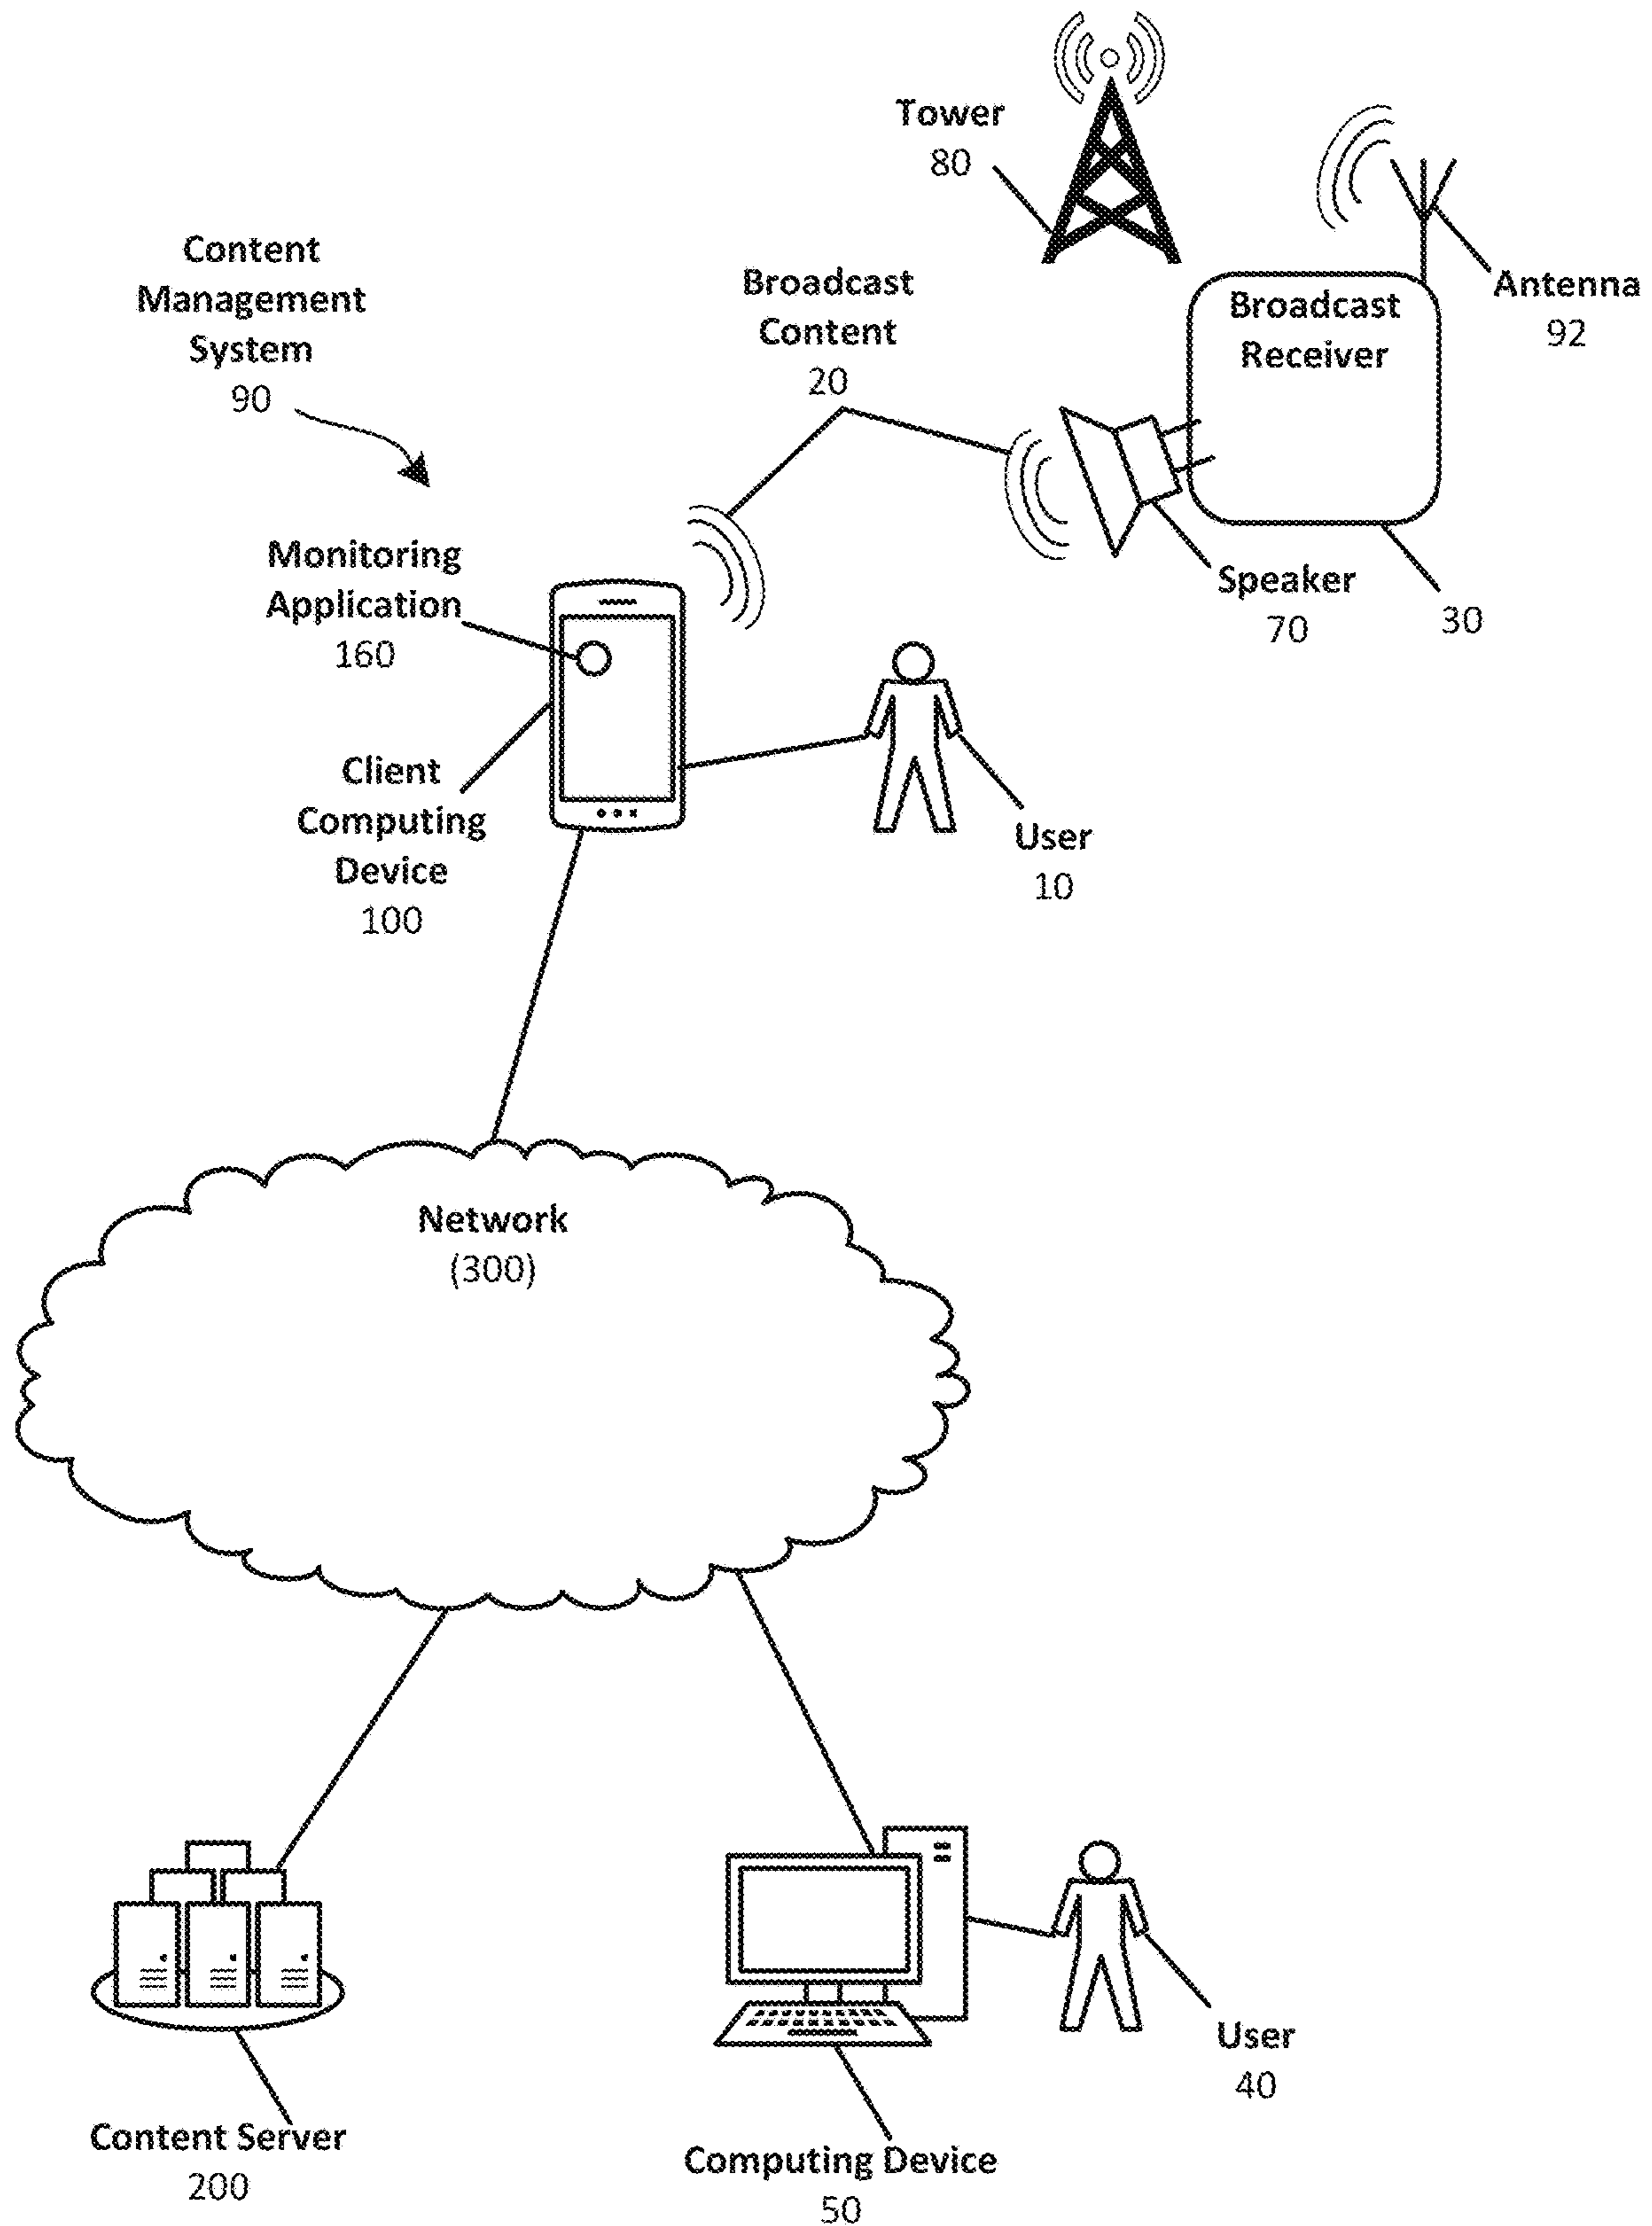 Tower
80
Content
Management
System
90
Broadcast
Content
20
Broadcast
Receiver
Antenna
92
Monitoring
Application
160
Speaker
70
30
Client
Computing
Device
100
User
10
Network
(300)
User
40
Content Server
200
Computing Device
50